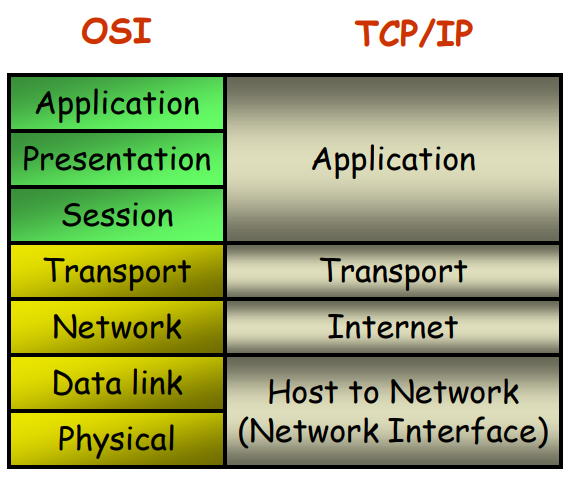 OSI
TCP/IP
Application
Presentation
Session
Transport
Network
Data link
Physical
Application
Transport
Internet
Host to Network
(Network Interface)